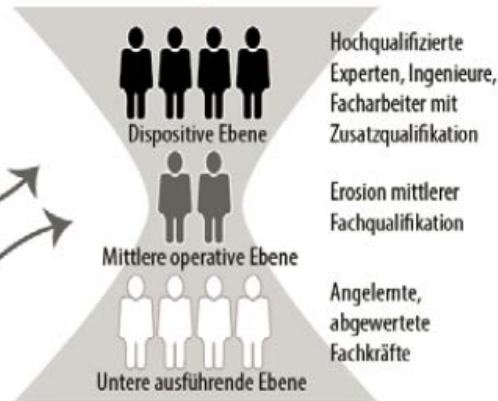 Hochqualifizierte
Experten, Ingenieure,
Facharbeiter mit
Zusatzqualifikation
Dispositive Ebene
Erosion mittlerer
Fachqualifikation
Mittlere operative Ebene
Angelernte,
abgewertete
Fachkräfte
Untere ausführende Ebene